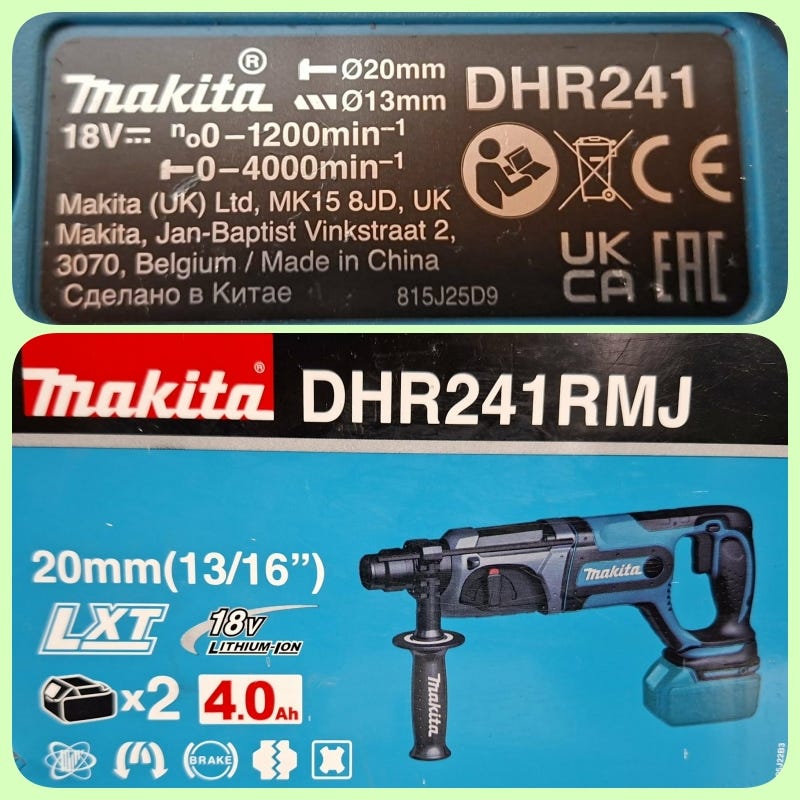 makita® Ø20mm DHR241
Ø13mm
18V⎓ n₀0–1200min⁻¹
0–4000min⁻¹
Makita (UK) Ltd, MK15 8JD, UK
Makita, Jan-Baptist Vinkstraat 2,
3070, Belgium / Made in China
Сделано в Китае 815J25D9
CE
UK
CA EAC
makita® DHR241RMJ
20mm(13/16”)
LXT 18V
LITHIUM-ION
x2 4.0Ah
BRAKE
makita
makita